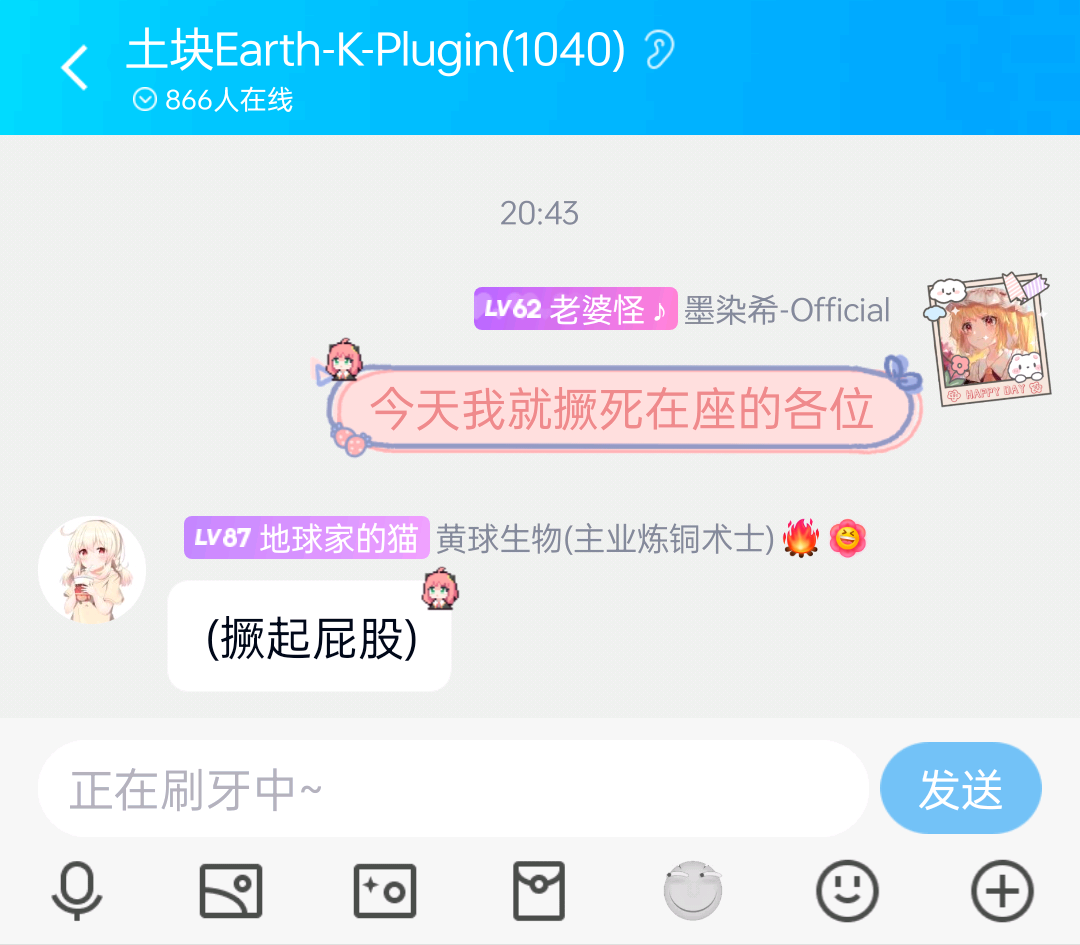 土块Earth-K-Plugin(1040)
866人在线
20:43
LV62 老婆怪♪ 墨染希-Official
HAPPY DAY
今天我就撅死在座的各位
LV87 地球家的猫 黄球生物(主业炼铜术士)🔥
(撅起屁股)
正在刷牙中~
发送